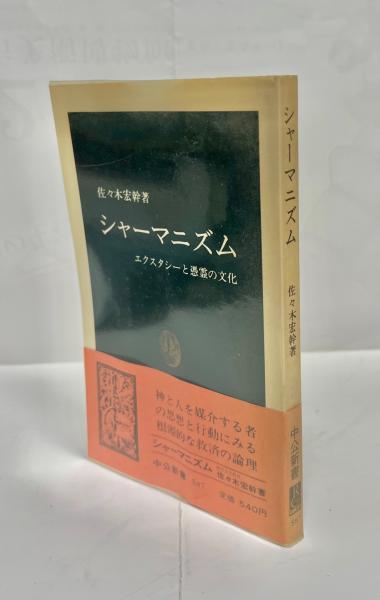 佐々木宏幹著
シャーマニズム
エクスタシーと憑霊の文化
神と人を媒介する者
の思想と行動にみる
根源的な救済の論理
シャーマニズム 佐々木宏幹著
中公新書 587 定価 540円
シャーマニズム
佐々木宏幹著
中公新書
587